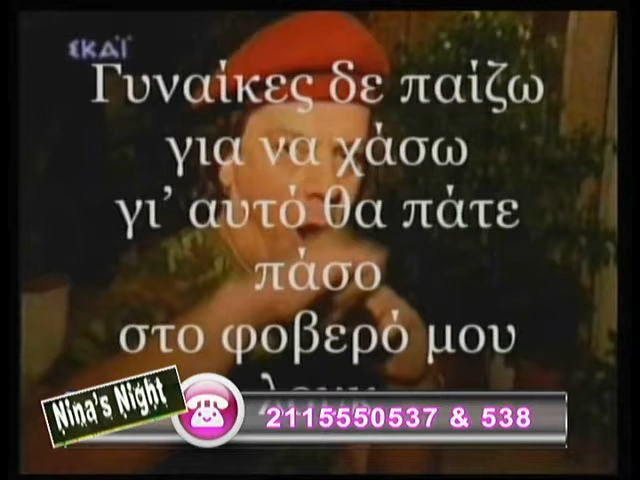 ΣΚΑΪ
Γυναίκες δε παίζω
για να χάσω
γι' αυτό θα πάτε
πάσο
στο φοβερό μου
Nina's Night
2115550537 & 538